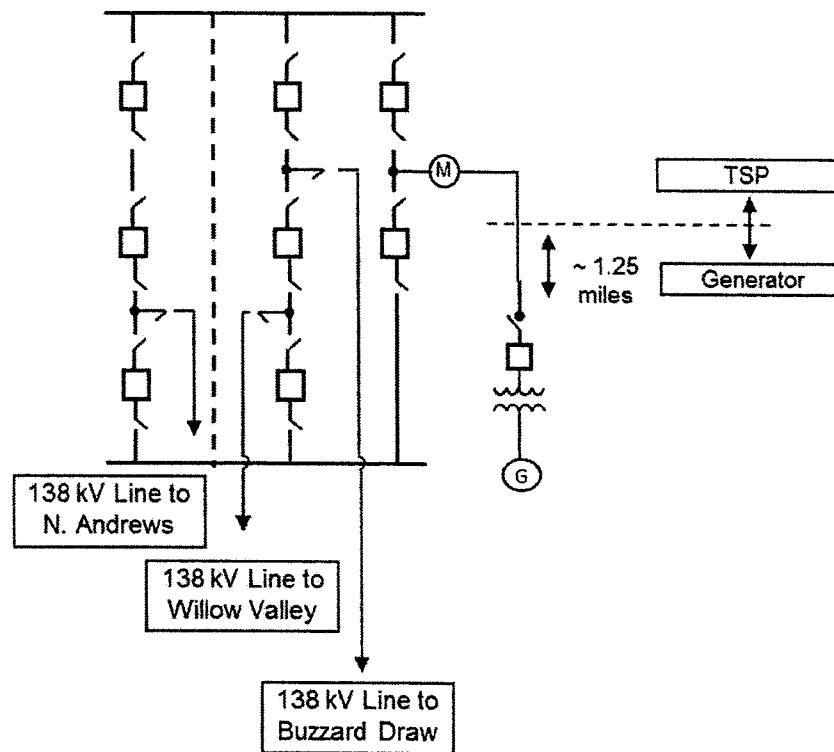 M
TSP
~ 1.25
miles
Generator
G
138 kV Line to
N. Andrews
138 kV Line to
Willow Valley
138 kV Line to
Buzzard Draw